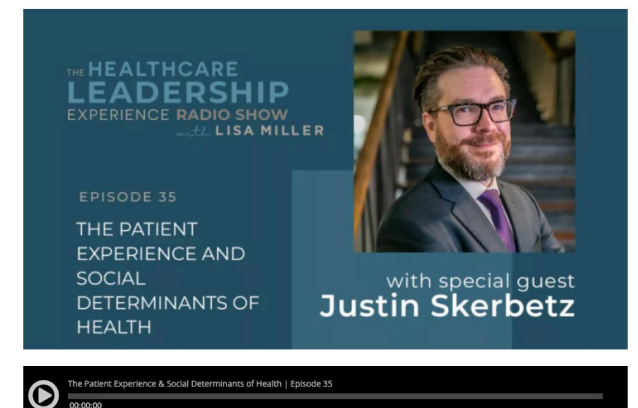 THE HEALTHCARE
LEADERSHIP
EXPERIENCE RADIO SHOW
with LISA MILLER
EPISODE 35
THE PATIENT
EXPERIENCE AND
SOCIAL
DETERMINANTS OF
HEALTH
with special guest
Justin Skerbetz
The Patient Experience & Social Determinants of Health | Episode 35
00:00:00